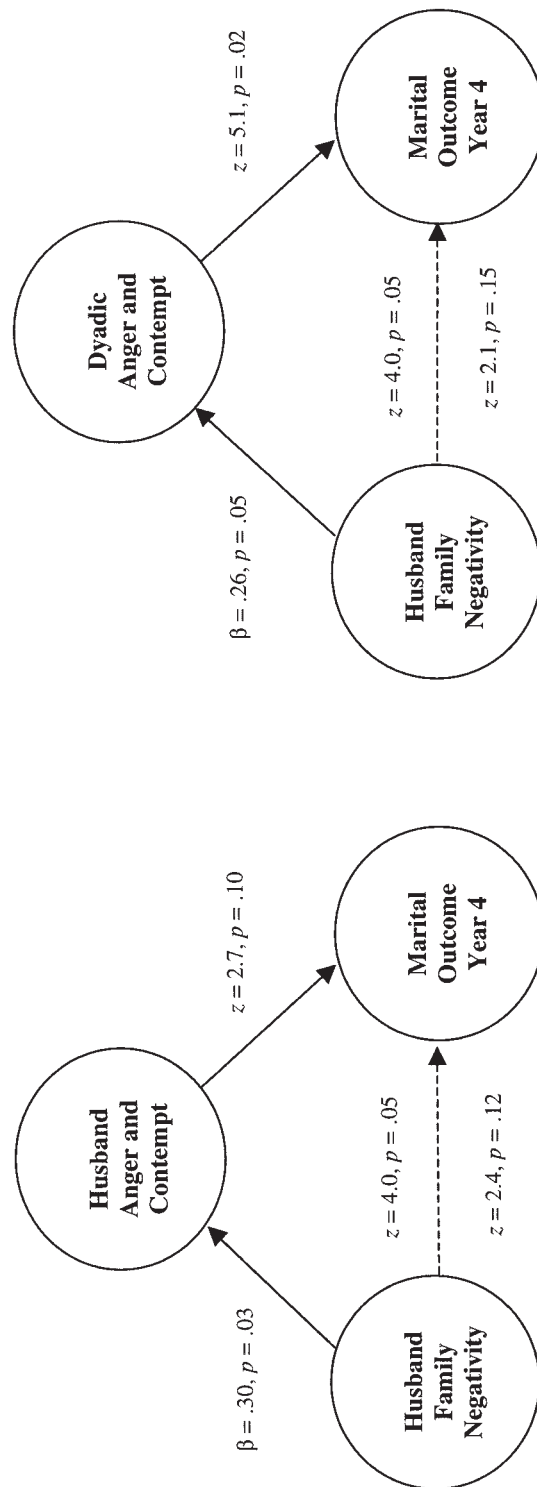 Husband
Anger and
Contempt
β = .30, p = .03
z = 2.7, p = .10
Husband
Family
Negativity
z = 4.0, p = .05
z = 2.4, p = .12
Marital
Outcome
Year 4
Dyadic
Anger and
Contempt
β = .26, p = .05
z = 5.1, p = .02
Husband
Family
Negativity
z = 4.0, p = .05
z = 2.1, p = .15
Marital
Outcome
Year 4